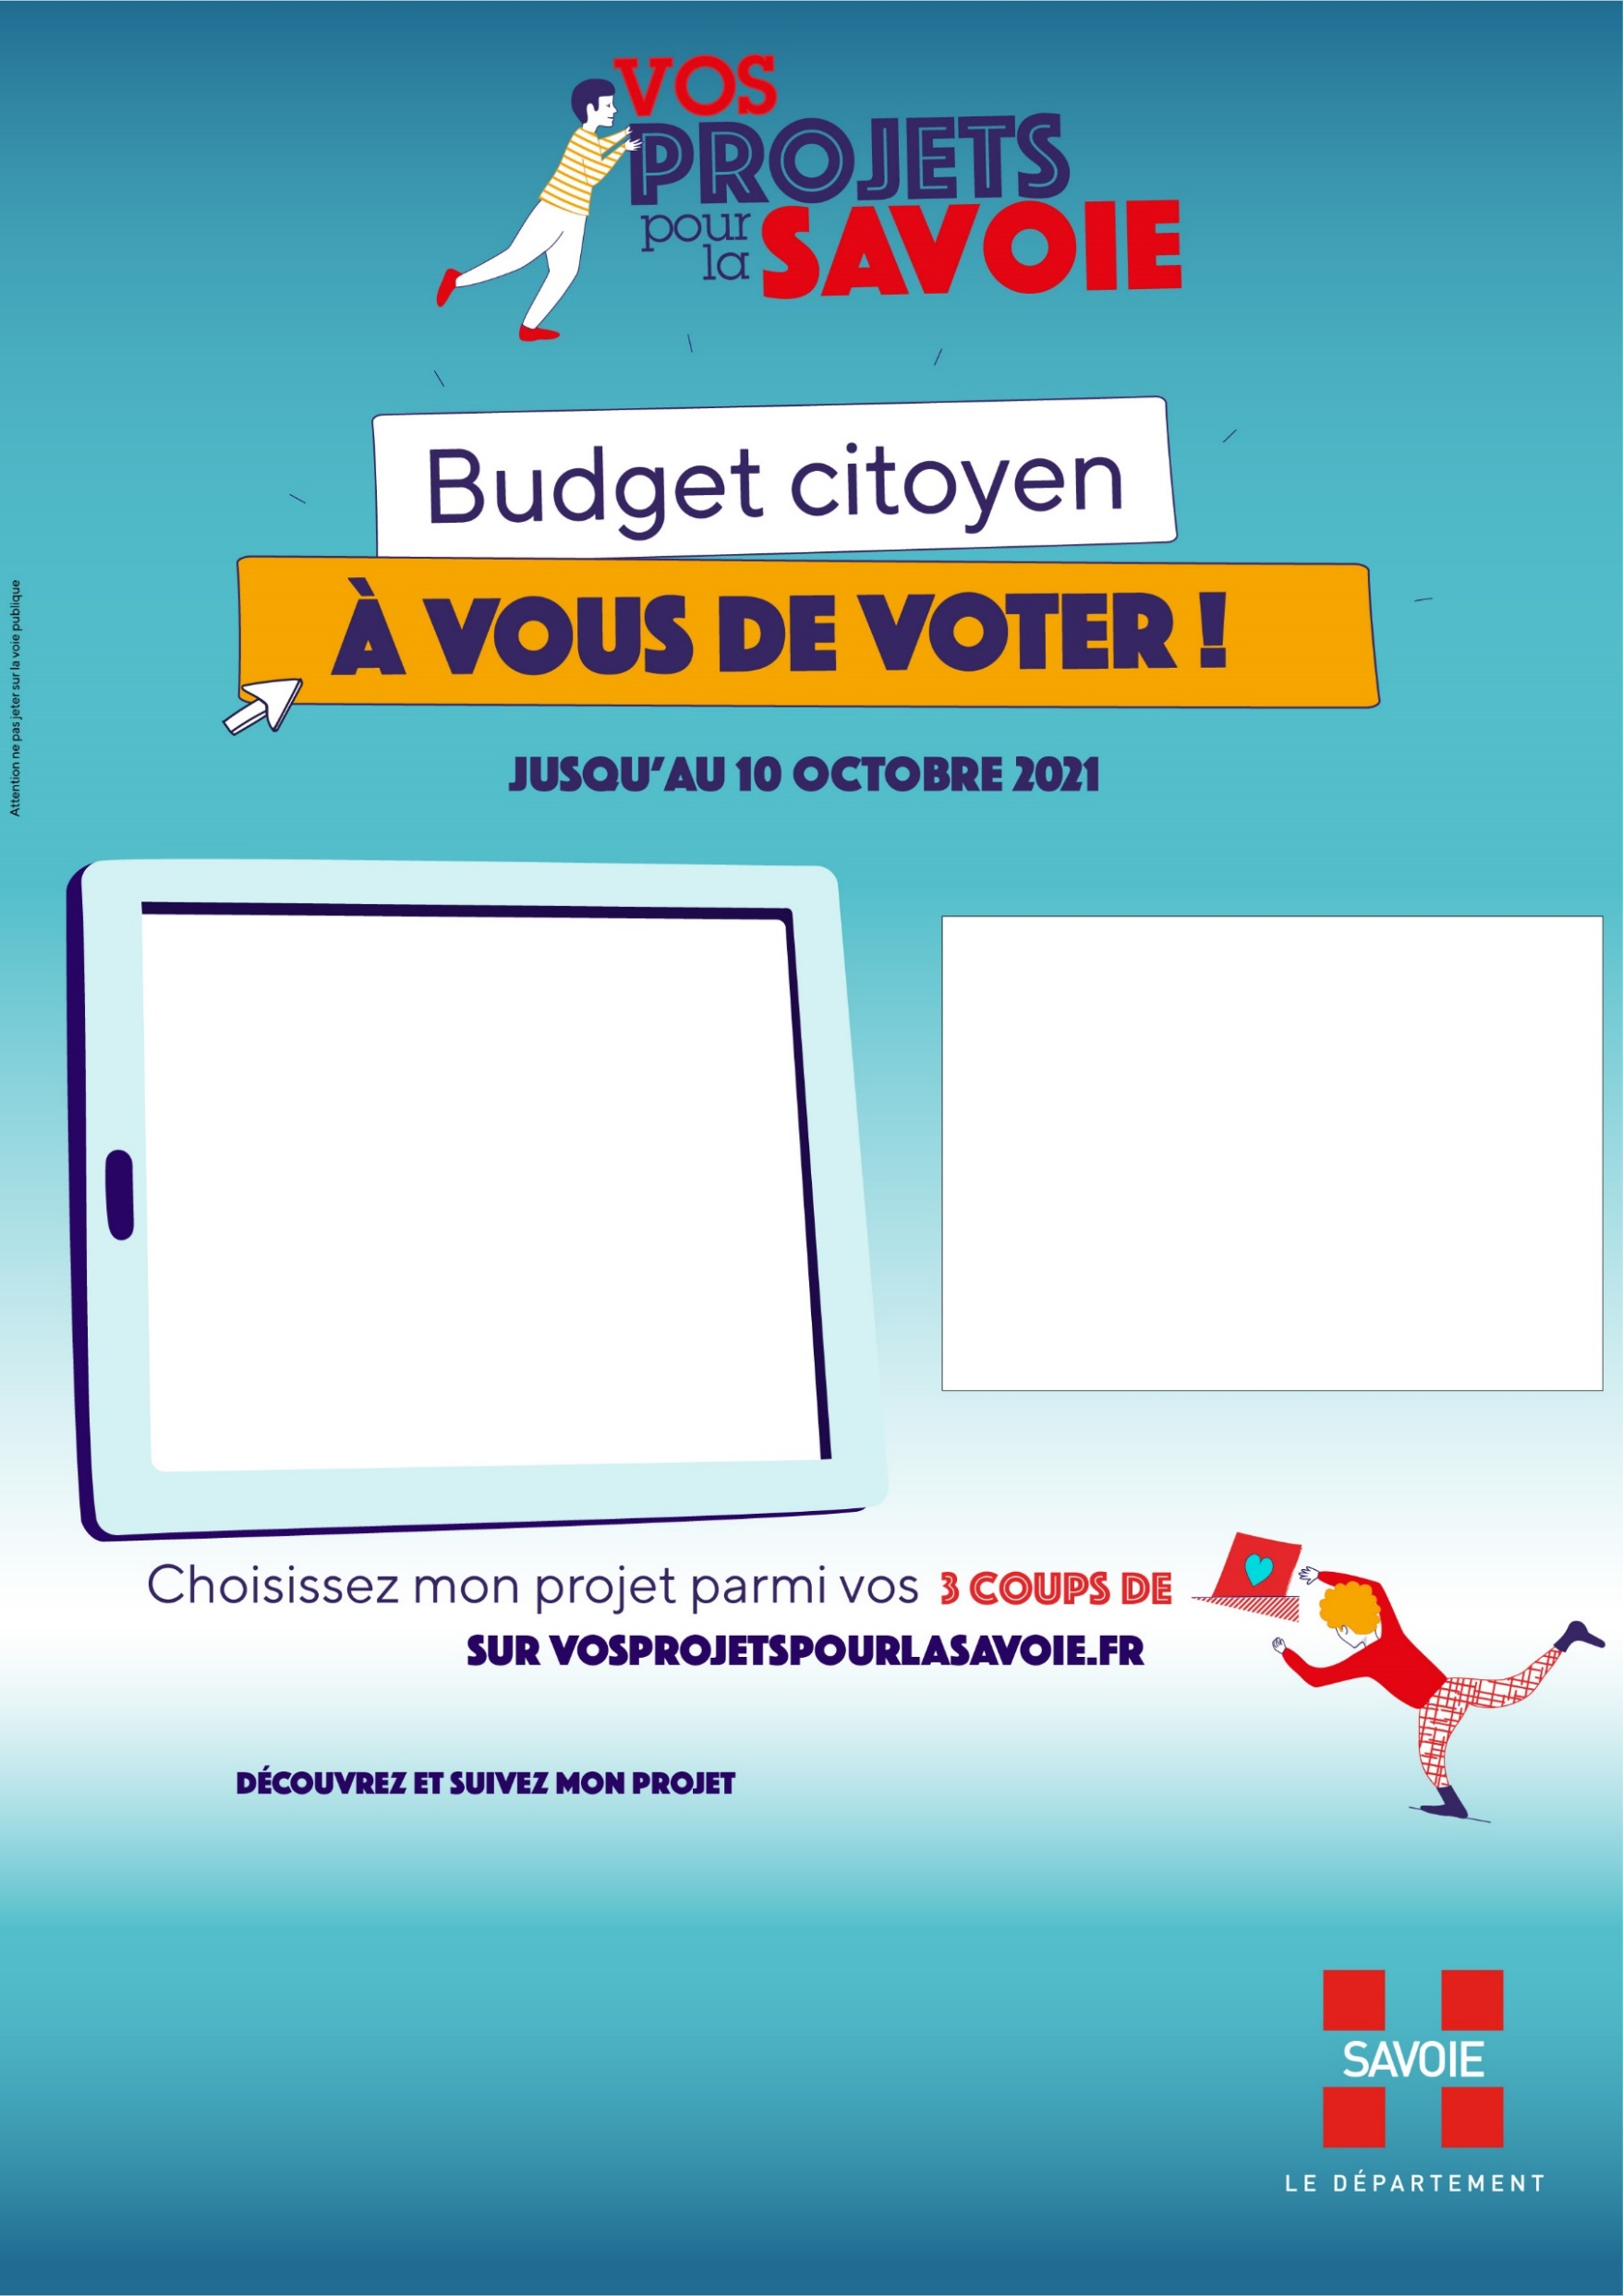 VOS
PROJETS
pour
la
SAVOIE
Budget citoyen
À VOUS DE VOTER !
JUSQU'AU 10 OCTOBRE 2021
Attention ne pas jeter sur la voie publique
Choisissez mon projet parmi vos 3 COUPS DE
SUR VOSPROJETSPOURLASAVOIE.FR
DÉCOUVREZ ET SUIVEZ MON PROJET
SAVOIE
LE DÉPARTEMENT